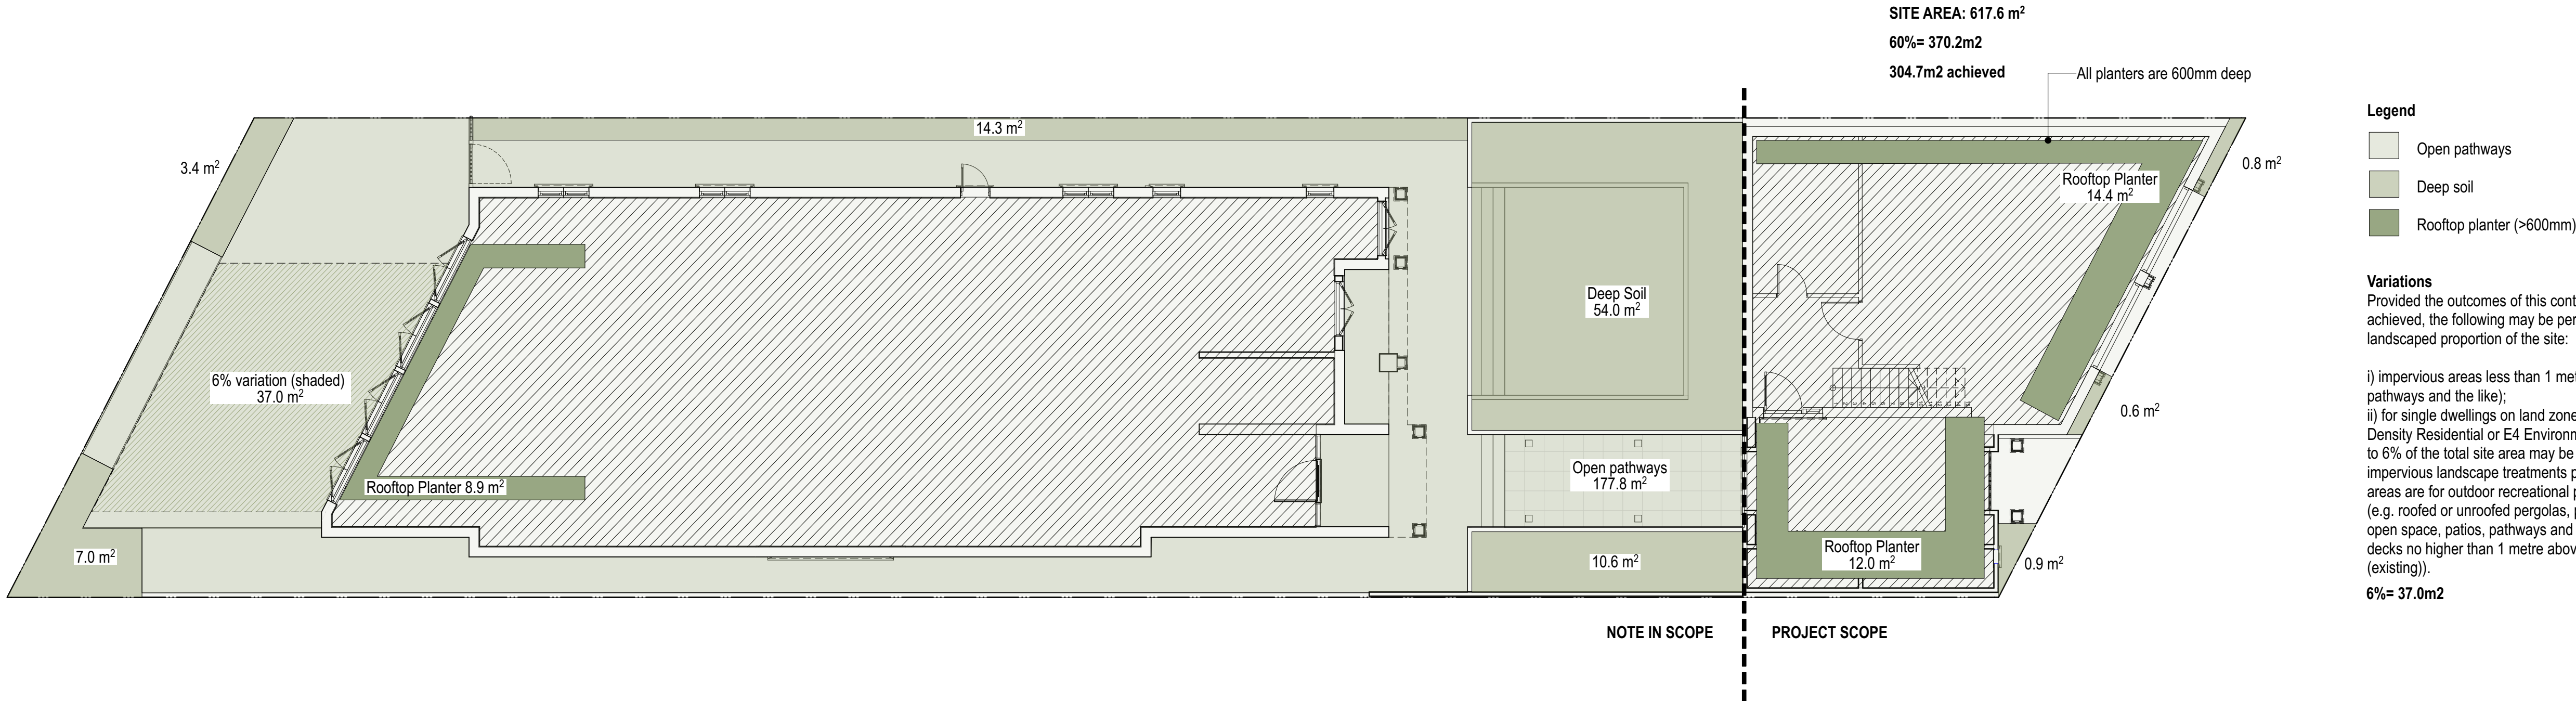 SITE AREA: 617.6 m²
60%= 370.2m2
304.7m2 achieved
All planters are 600mm deep
14.3 m²
3.4 m²
0.8 m²
Rooftop Planter
14.4 m²
Deep Soil
54.0 m²
6% variation (shaded)
37.0 m²
0.6 m²
Open pathways
177.8 m²
Rooftop Planter 8.9 m²
7.0 m²
10.6 m²
Rooftop Planter
12.0 m²
0.9 m²
NOTE IN SCOPE
PROJECT SCOPE
Legend
Open pathways
Deep soil
Rooftop planter (>600mm)
Variations
Provided the outcomes of this
achieved, the following may be
landscaped proportion of the site:
i) impervious areas less than 1
pathways and the like);
ii) for single dwellings on land
Density Residential or E4
to 6% of the total site area may be
impervious landscape treatments
areas are for outdoor recreational
(e.g. roofed or unroofed pergolas,
open space, patios, pathways and
decks no higher than 1 metre
(existing)).
6%= 37.0m2